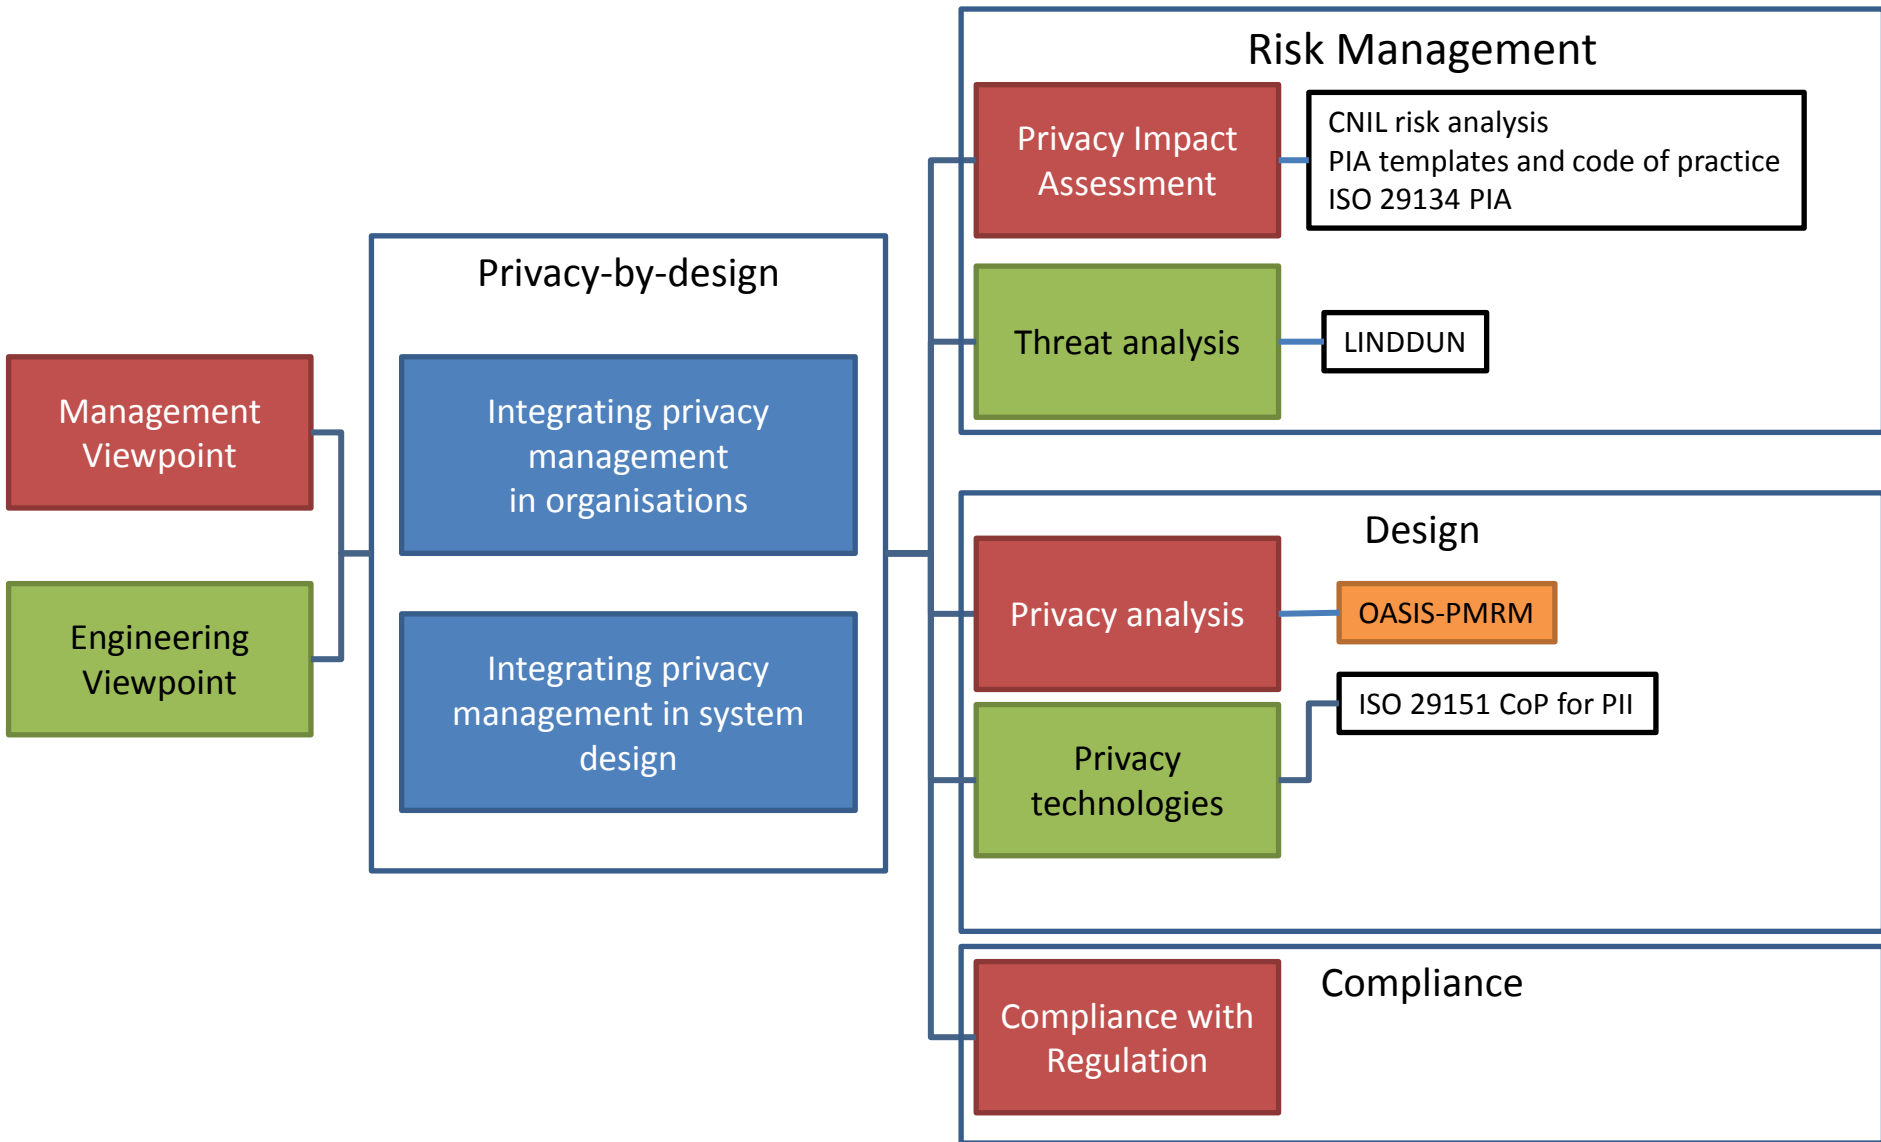 Management
Viewpoint
Engineering
Viewpoint
Privacy-by-design
Integrating privacy
management
in organisations
Integrating privacy
management in system
design
Risk Management
Privacy Impact
Assessment
CNIL risk analysis
PIA templates and code of practice
ISO 29134 PIA
Threat analysis
LINDDUN
Design
Privacy analysis
OASIS-PMRM
Privacy
technologies
ISO 29151 CoP for PII
Compliance
Compliance with
Regulation